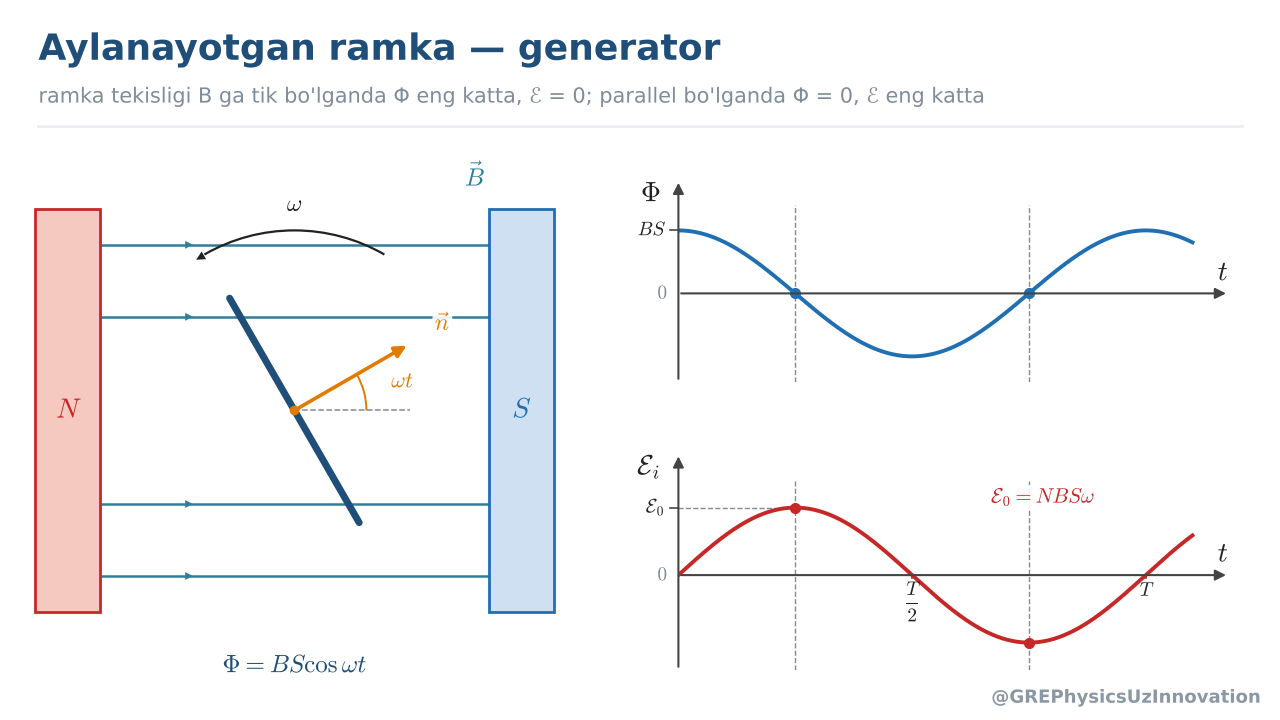 Aylanayotgan ramka — generator
ramka tekisligi B ga tik bo'lganda Φ eng katta, ℰ = 0; parallel bo'lganda Φ = 0, ℰ eng katta
B⃗
ω
n⃗
ωt
N
S
Φ = BS cos ωt
Φ
BS
0
t
ℰᵢ
ℰ₀
ℰ₀ = NBSω
0
t
T/2
T
@GREPhysicsUzInnovation